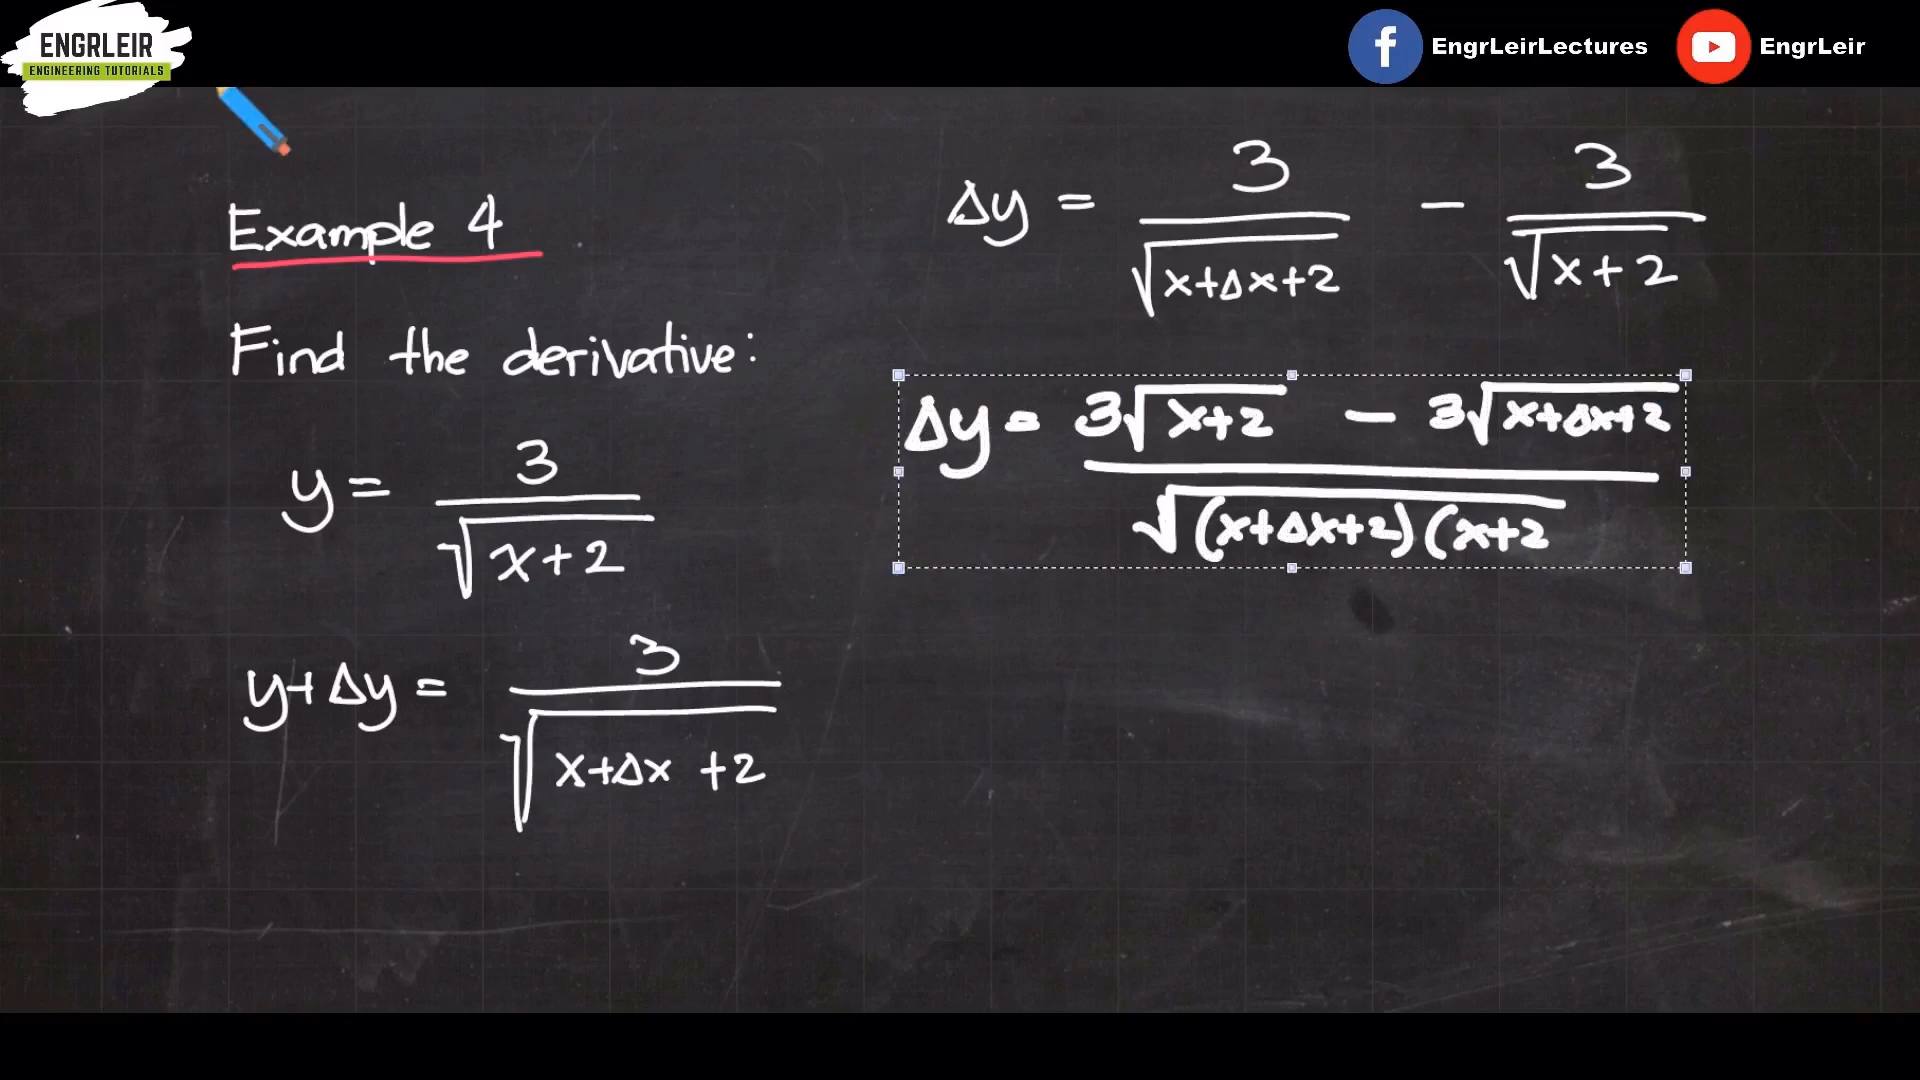 ENGRLEIR
ENGINEERING TUTORIALS
EngrLeirLectures
EngrLeir
Example 4
Find the derivative:
y = 3 / √(x+2)
y+Δy = 3 / √(x+Δx +2)
Δy = 3 / √(x+Δx+2) - 3 / √(x+2)
Δy = 3√(x+2) - 3√(x+Δx+2) / √(x+Δx+2)(x+2